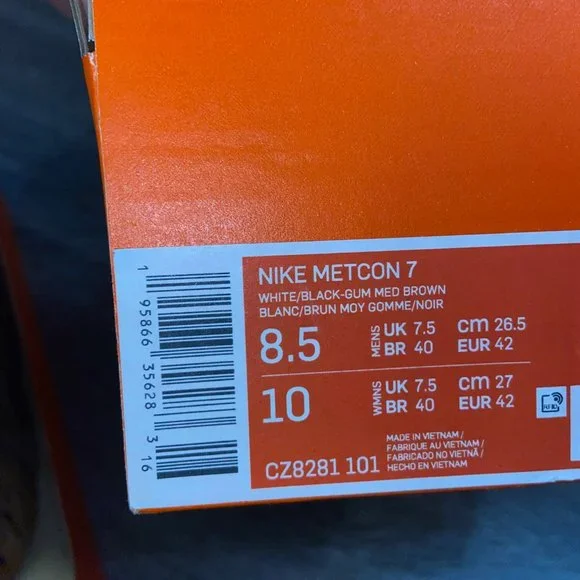 NIKE METCON 7
WHITE/BLACK-GUM MED BROWN
BLANC/BRUN MOY GOMME/NOIR
8.5 MENS UK 7.5 cm 26.5
BR 40 EUR 42
10 WMNS UK 7.5 cm 27
BR 40 EUR 42
RFID
CZ8281 101
MADE IN VIETNAM/
FABRIQUE AU VIETNAM/
FABRICADO NO VIETNÃ/
HECHO EN VIETNAM
1 95866 35628 3 16